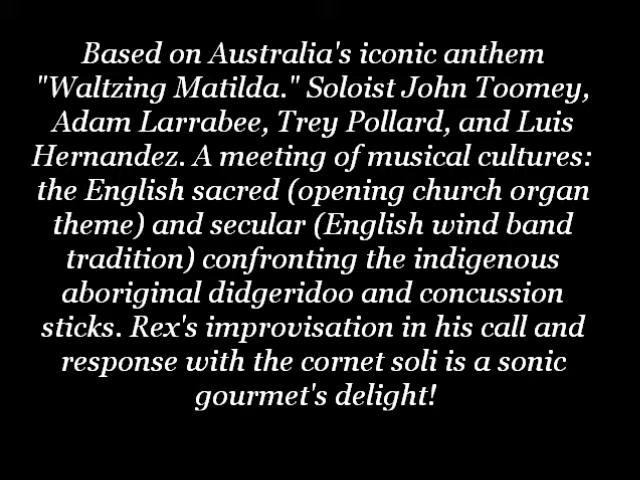 Based on Australia's iconic anthem
"Waltzing Matilda." Soloist John Toomey,
Adam Larrabee, Trey Pollard, and Luis
Hernandez. A meeting of musical cultures:
the English sacred (opening church organ
theme) and secular (English wind band
tradition) confronting the indigenous
aboriginal didgeridoo and concussion
sticks. Rex's improvisation in his call and
response with the cornet soli is a sonic
gourmet's delight!